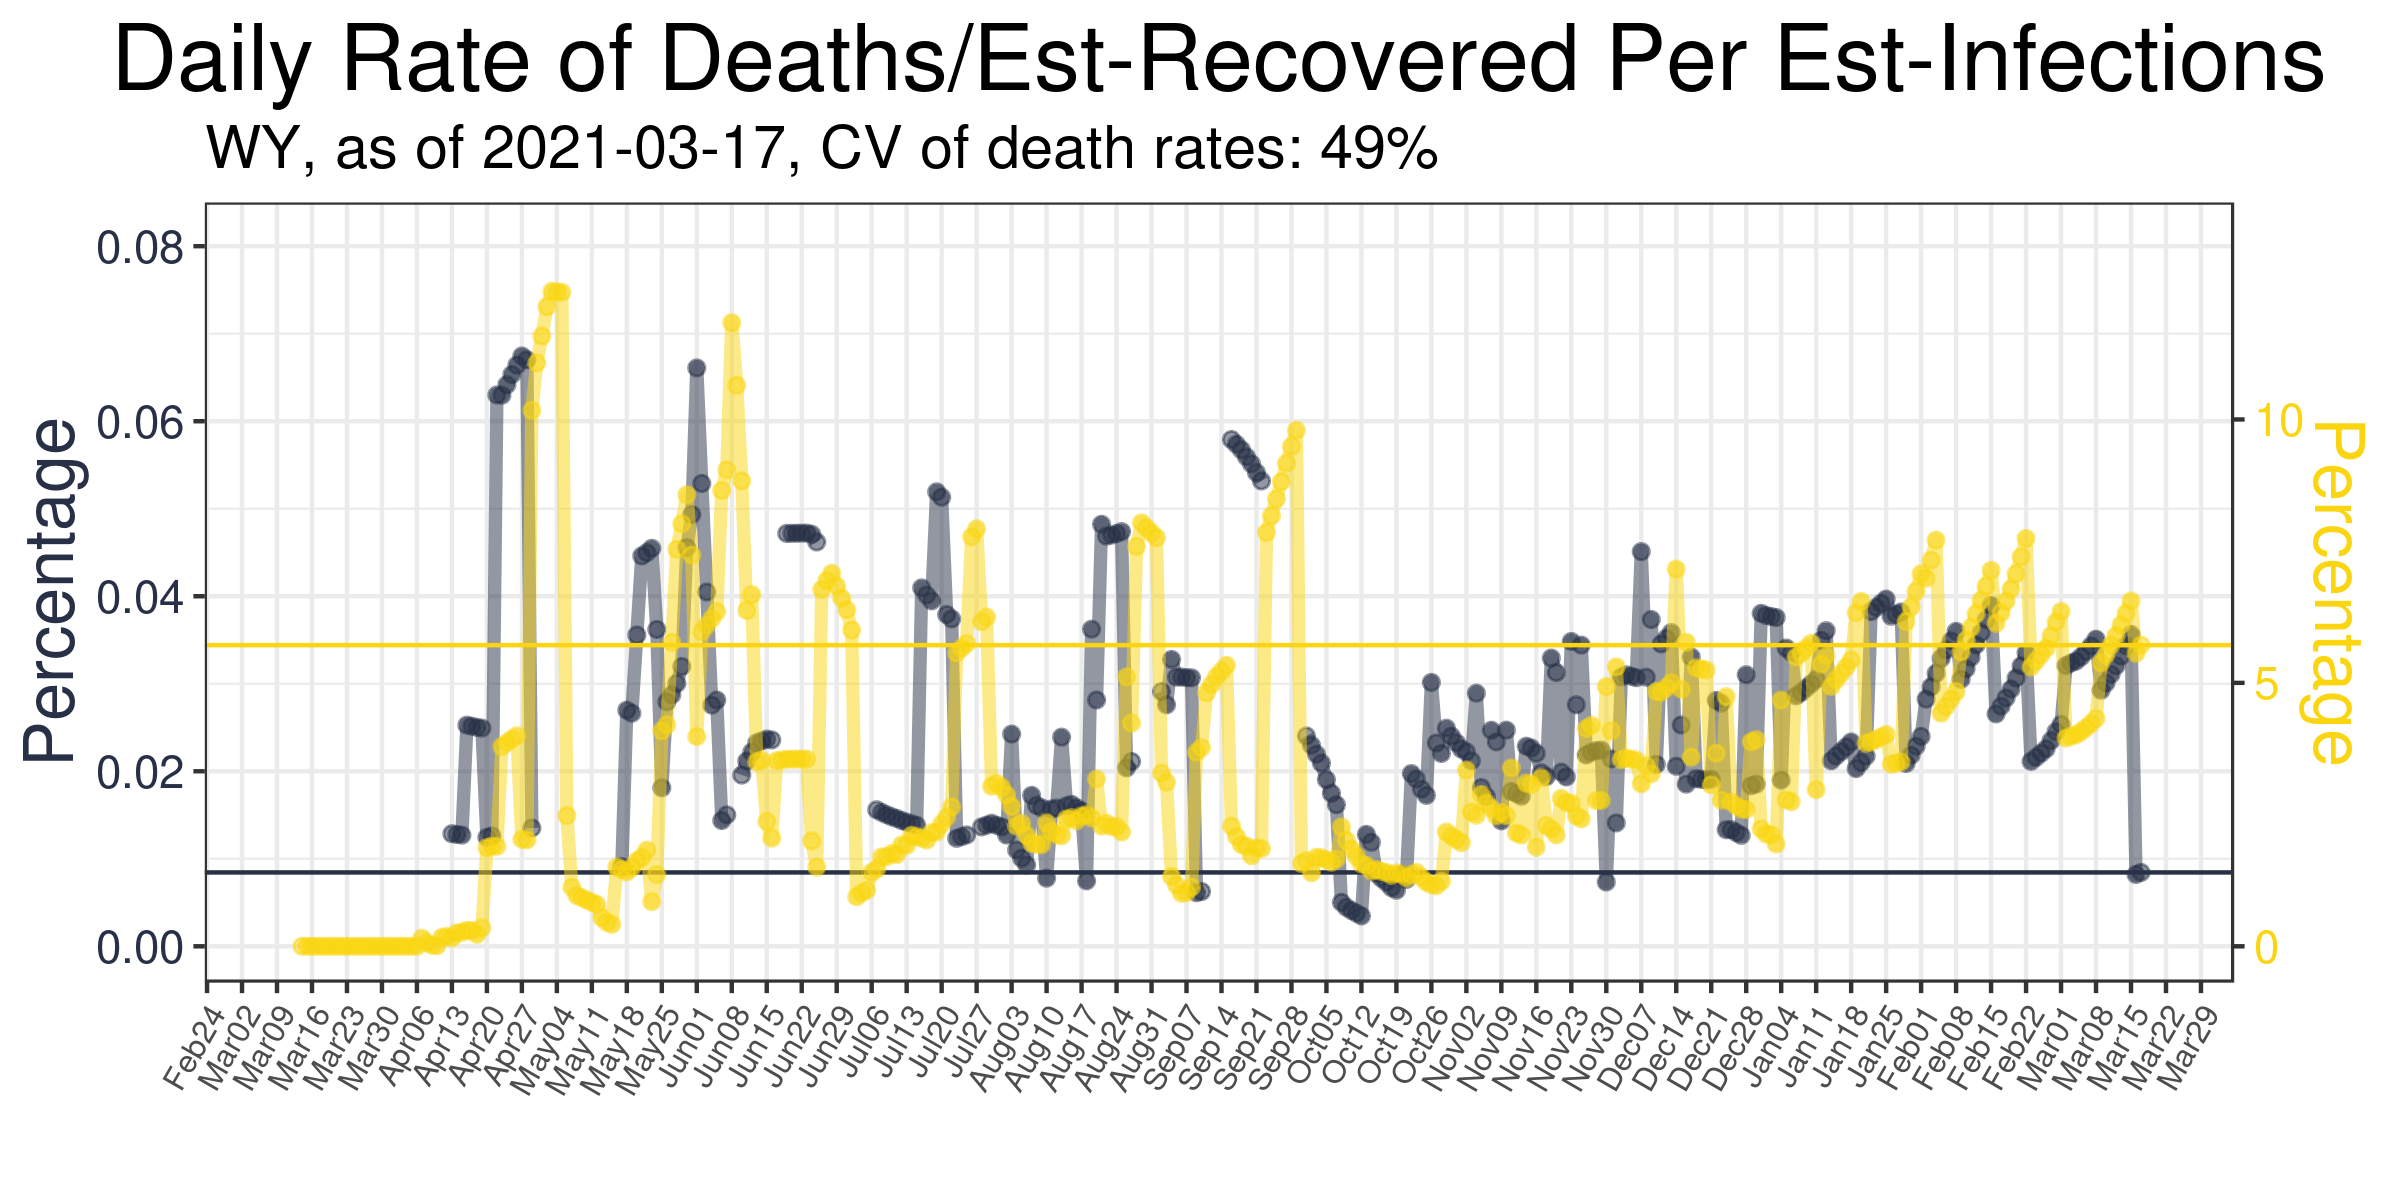 Daily Rate of Deaths/Est-Recovered Per Est-Infections
WY, as of 2021-03-17, CV of death rates: 49%
Percentage
0.08
0.06
0.04
0.02
0.00
10
5
0
Percentage
Feb24
Mar02
Mar09
Mar16
Mar23
Mar30
Apr06
Apr13
Apr20
Apr27
May04
May11
May18
May25
Jun01
Jun08
Jun15
Jun22
Jun29
Jul06
Jul13
Jul20
Jul27
Aug03
Aug10
Aug17
Aug24
Aug31
Sep07
Sep14
Sep21
Sep28
Oct05
Oct12
Oct19
Oct26
Nov02
Nov09
Nov16
Nov23
Nov30
Dec07
Dec14
Dec21
Dec28
Jan04
Jan11
Jan18
Jan25
Feb01
Feb08
Feb15
Feb22
Mar01
Mar08
Mar15
Mar22
Mar29